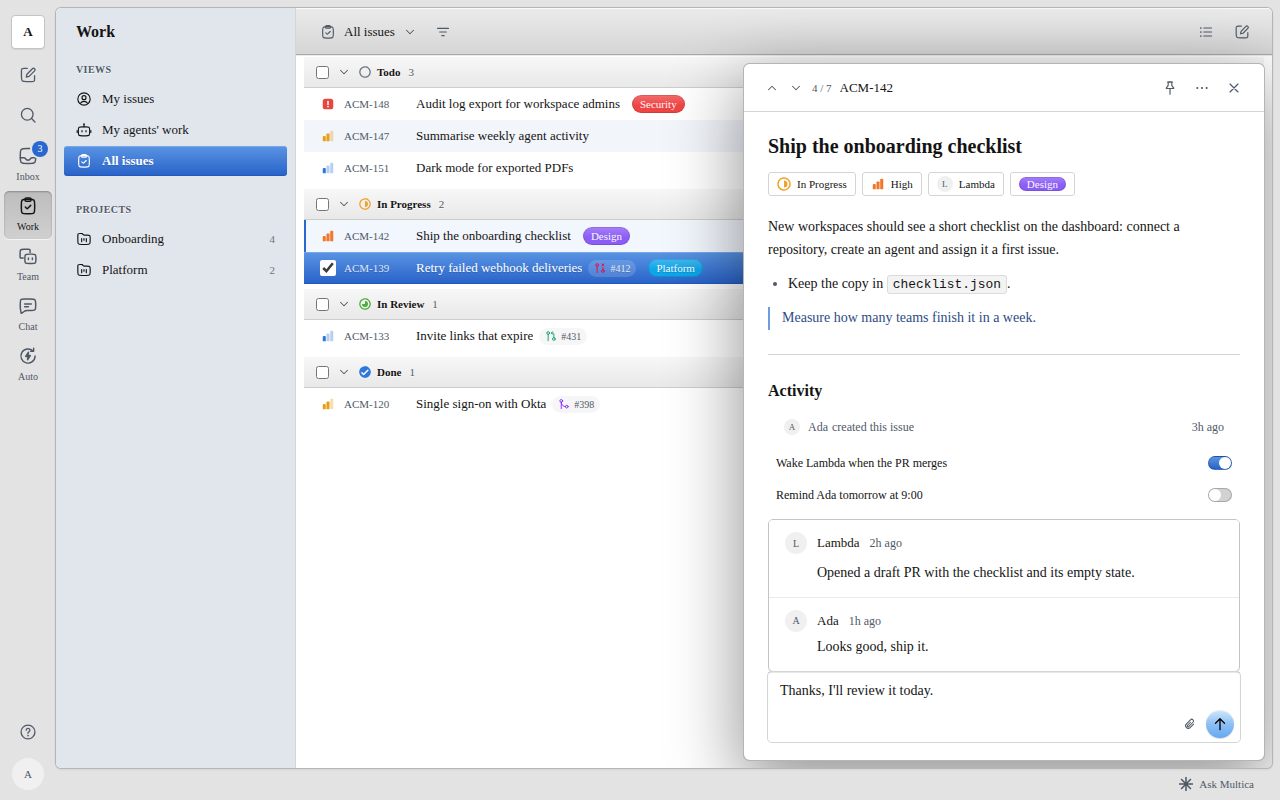 A
3
Inbox
Work
Team
Chat
Auto
A
Work
VIEWS
My issues
My agents' work
All issues
PROJECTS
Onboarding 4
Platform 2
All issues
Todo 3
ACM-148 Audit log export for workspace admins Security
ACM-147 Summarise weekly agent activity
ACM-151 Dark mode for exported PDFs
In Progress 2
ACM-142 Ship the onboarding checklist Design
ACM-139 Retry failed webhook deliveries #412 Platform
In Review 1
ACM-133 Invite links that expire #431
Done 1
ACM-120 Single sign-on with Okta #398
4 / 7 ACM-142
Ship the onboarding checklist
In Progress High L Lambda Design
New workspaces should see a short checklist on the dashboard: connect a
repository, create an agent and assign it a first issue.
• Keep the copy in checklist.json.
Measure how many teams finish it in a week.
Activity
A Ada created this issue 3h ago
Wake Lambda when the PR merges
Remind Ada tomorrow at 9:00
L Lambda 2h ago
Opened a draft PR with the checklist and its empty state.
A Ada 1h ago
Looks good, ship it.
Thanks, I'll review it today.
Ask Multica